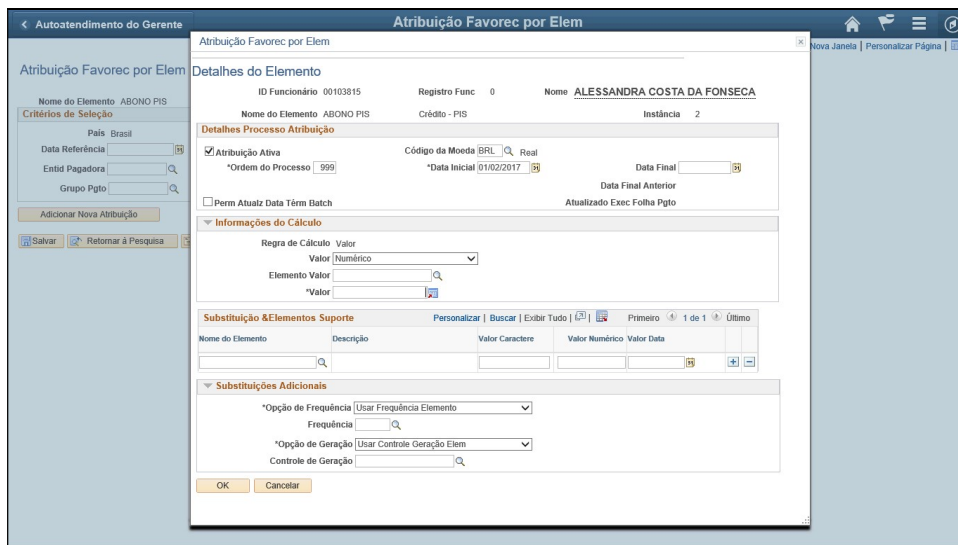 Autoatendimento do Gerente
Atribuição Favorec por Elem
Nova Janela | Personalizar Página |
Atribuição Favorec por Elem
Nome do Elemento ABONO PIS
Critérios de Seleção
País Brasil
Data Referência
Entid Pagadora
Grupo Pgto
Adicionar Nova Atribuição
Salvar Retornar à Pesquisa
Atribuição Favorec por Elem
Detalhes do Elemento
ID Funcionário 00103815 Registro Func 0 Nome ALESSANDRA COSTA DA FONSECA
Nome do Elemento ABONO PIS Crédito - PIS Instância 2
Detalhes Processo Atribuição
Atribuição Ativa Código da Moeda BRL Real
*Ordem do Processo 999 *Data Inicial 01/02/2017 Data Final
Data Final Anterior
Perm Atualz Data Térm Batch Atualizado Exec Folha Pgto
Informações do Cálculo
Regra de Cálculo Valor
Valor Numérico
Elemento Valor
*Valor
Substituição &Elementos Suporte Personalizar | Buscar | Exibir Tudo | | Primeiro 1 de 1 Último
Nome do Elemento Descrição Valor Caractere Valor Numérico Valor Data
Substituições Adicionais
*Opção de Frequência Usar Frequência Elemento
Frequência
*Opção de Geração Usar Controle Geração Elem
Controle de Geração
OK Cancelar